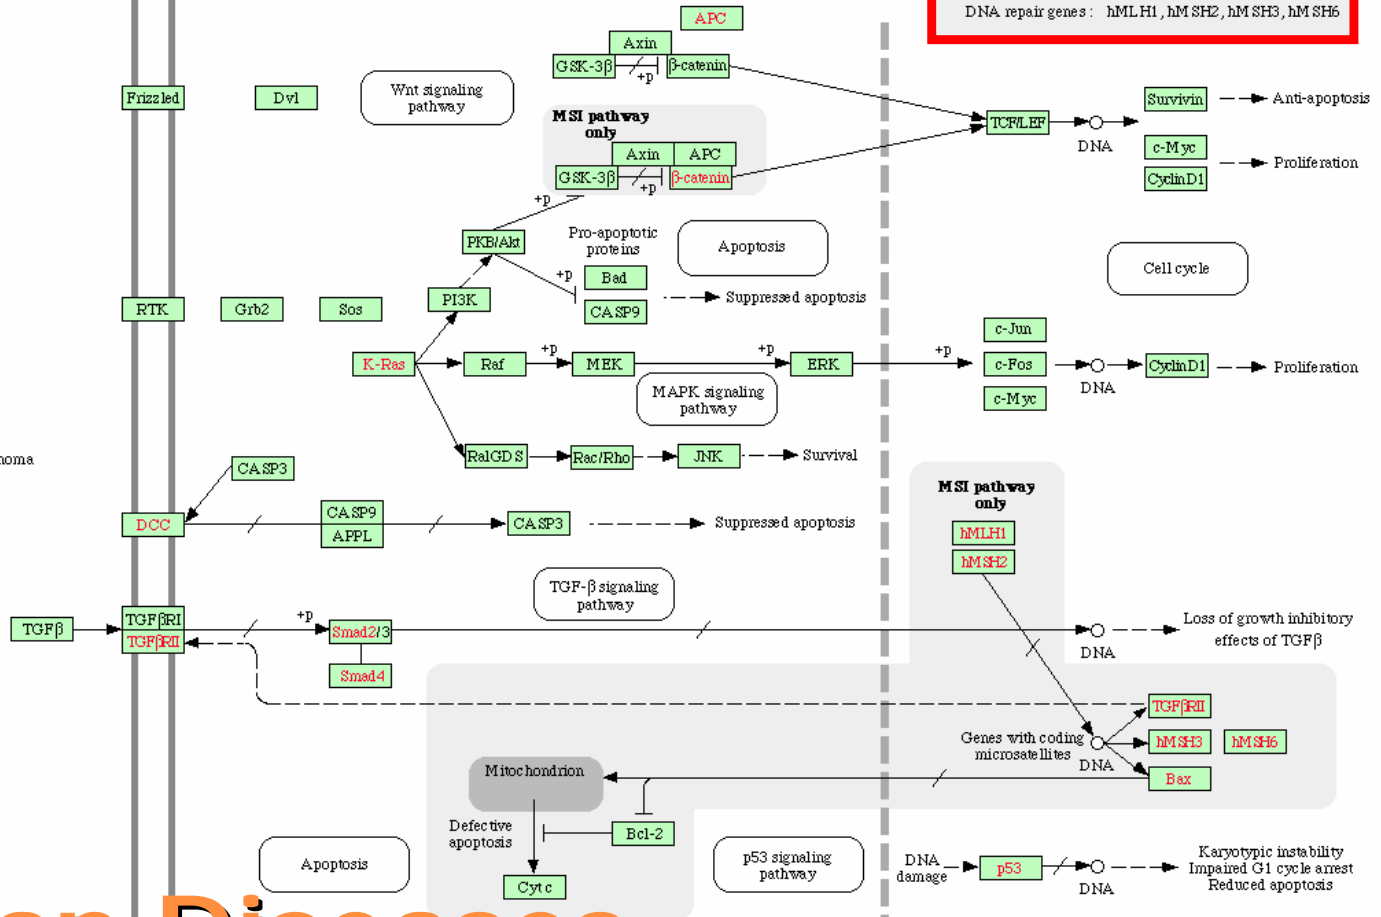 DNA repair genes : hMLH1, hMSH2, hMSH3, hMSH6
APC
Axin
GSK-3β
β-catenin
+p
Frizzled
Dvl
Wnt signaling
pathway
MSI pathway
only
Axin
APC
GSK-3β
β-catenin
+p
TCF/LEF
DNA
Survivin
Anti-apoptosis
c-Myc
Proliferation
CyclinD1
+p
PKB/Akt
Pro-apoptotic
proteins
Apoptosis
Cell cycle
+p
Bad
CASP9
Suppressed apoptosis
PI3K
RTK
Grb2
Sos
K-Ras
Raf
+p
MEK
+p
ERK
+p
c-Jun
c-Fos
c-Myc
DNA
CyclinD1
Proliferation
MAPK signaling
pathway
RalGDS
Rac/Rho
JNK
Survival
noma
CASP3
DCC
CASP9
APPL
CASP3
Suppressed apoptosis
MSI pathway
only
hMLH1
hMSH2
TGF-β signaling
pathway
TGFβ
TGFβRI
TGFβRII
+p
Smad2/3
Smad4
DNA
Loss of growth inhibitory
effects of TGFβ
TGFβRII
Genes with coding
microsatellites
DNA
hMSH3
hMSH6
Bax
Mitochondrion
Defective
apoptosis
Bcl-2
Cytc
Apoptosis
p53 signaling
pathway
DNA
damage
p53
DNA
Karyotypic instability
Impaired G1 cycle arrest
Reduced apoptosis
an Diseases